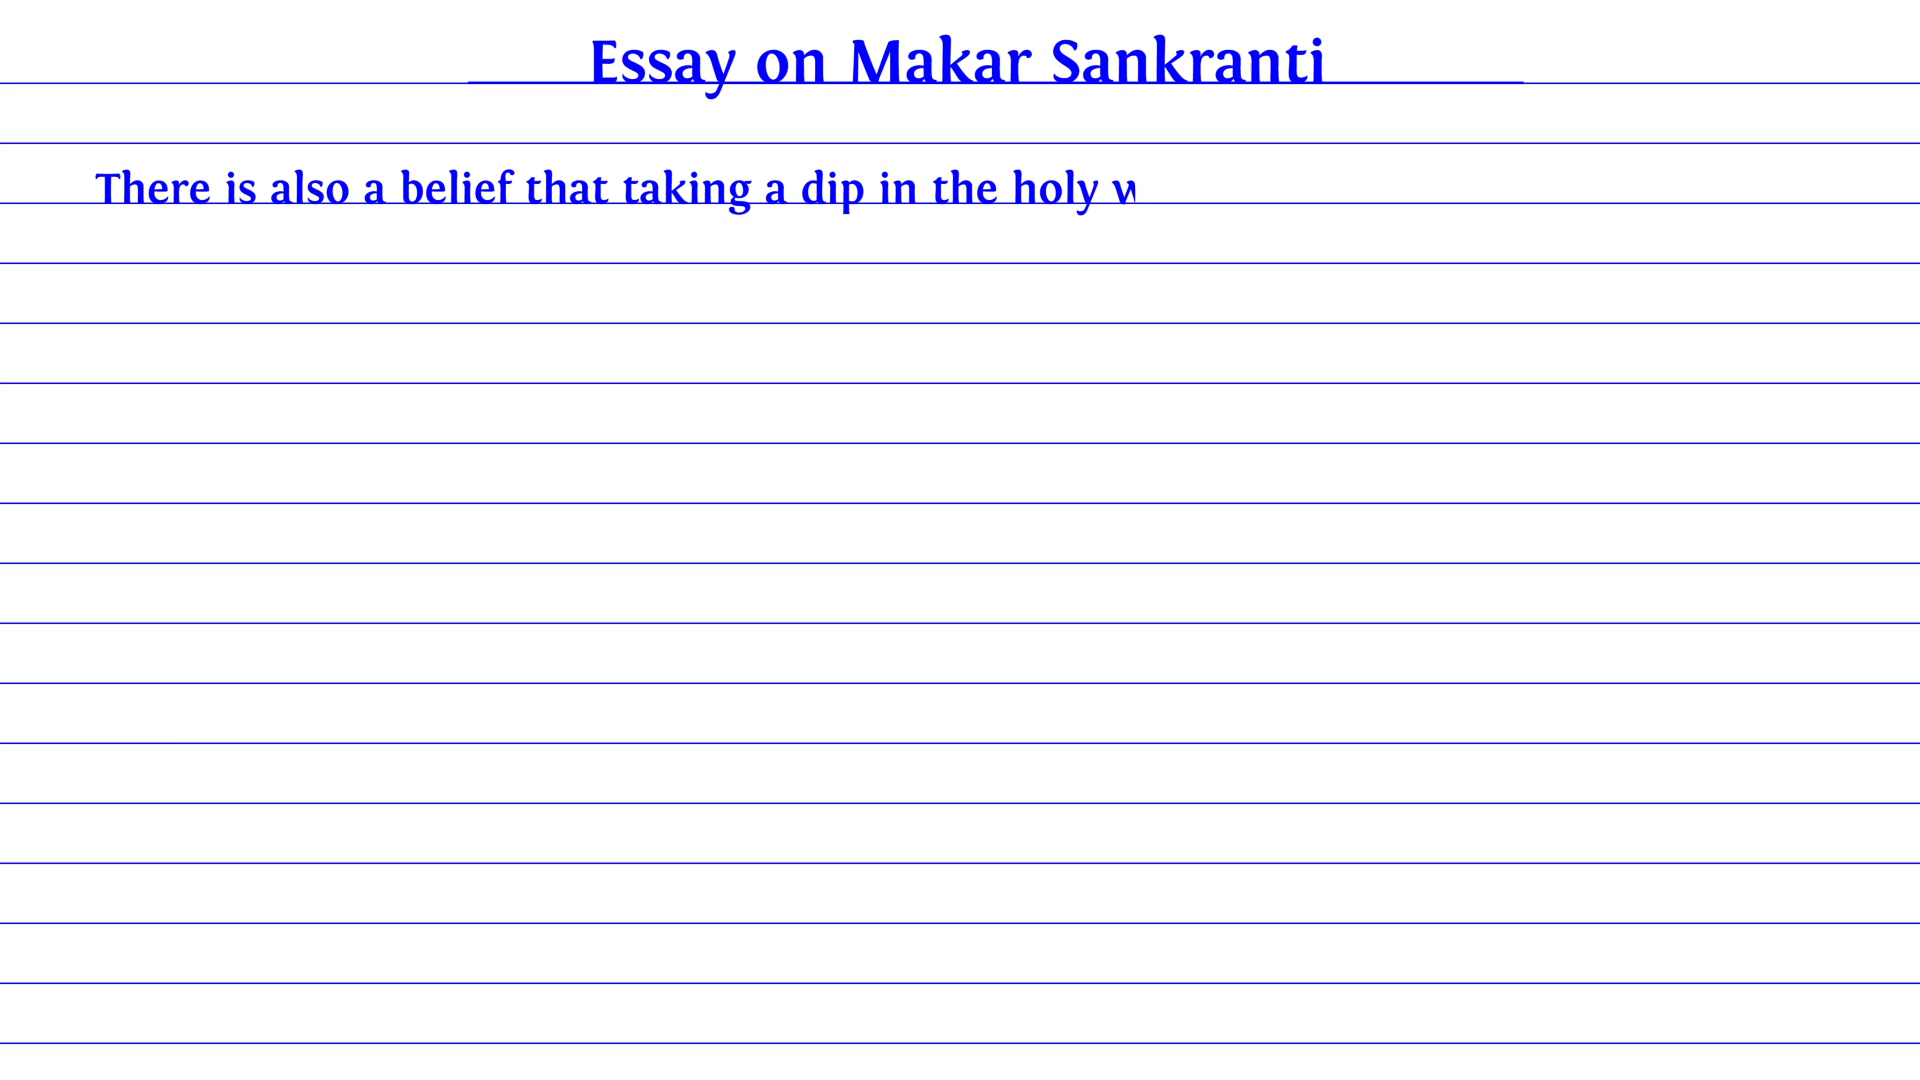 Essay on Makar Sankranti
There is also a belief that taking a dip in the holy